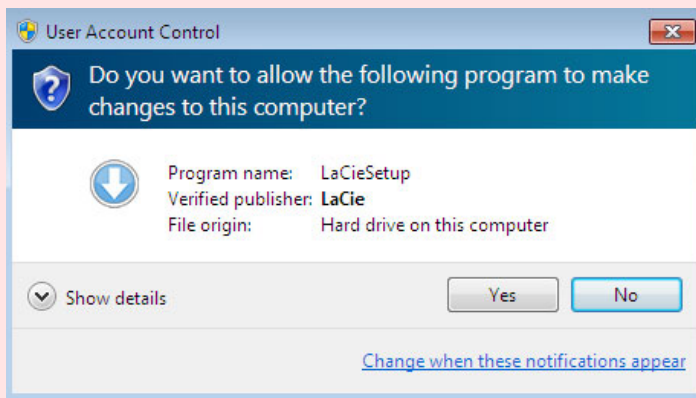 User Account Control
Do you want to allow the following program to make
changes to this computer?
Program name: LaCieSetup
Verified publisher: LaCie
File origin: Hard drive on this computer
Show details
Yes
No
Change when these notifications appear